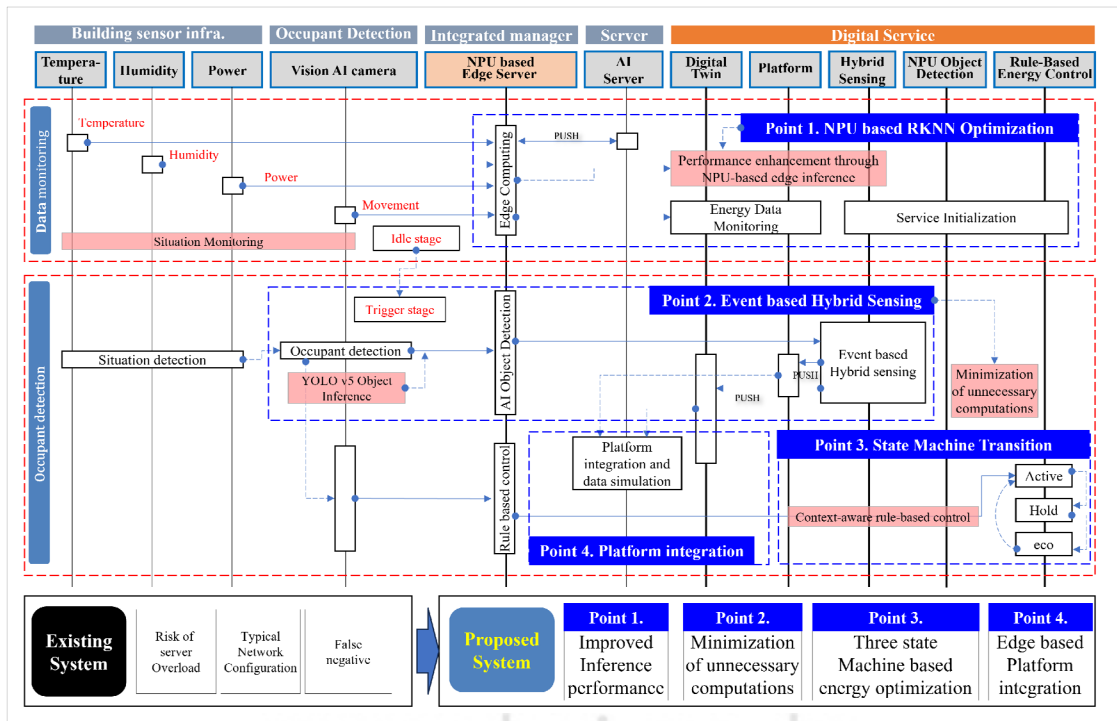 Building sensor infra.
Occupant Detection
Integrated manager
Server
Digital Service
Tempera-
ture
Humidity
Power
Vision AI camera
NPU based
Edge Server
AI
Server
Digital
Twin
Platform
Hybrid
Sensing
NPU Object
Detection
Rule-Based
Energy Control
Data monitoring
Temperature
Humidity
Power
Movement
Situation Monitoring
Idle stage
Edge Computing
PUSH
Point 1. NPU based RKNN Optimization
Performance enhancement through
NPU-based edge inference
Energy Data
Monitoring
Service Initialization
Occupant detection
Trigger stage
Point 2. Event based Hybrid Sensing
Situation detection
Occupant detection
YOLO v5 Object
Inference
AI Object Detection
Event based
Hybrid sensing
PUSH
PUSH
Minimization
of unnecessary
computations
Point 3. State Machine Transition
Platform
integration and
data simulation
Rule based control
Context-aware rule-based control
Active
Hold
eco
Point 4. Platform integration
Existing
System
Risk of
server
Overload
Typical
Network
Configuration
False
negative
Proposed
System
Point 1.
Improved
Inference
performance
Point 2.
Minimization
of unnecessary
computations
Point 3.
Three state
Machine based
energy optimization
Point 4.
Edge based
Platform
integration